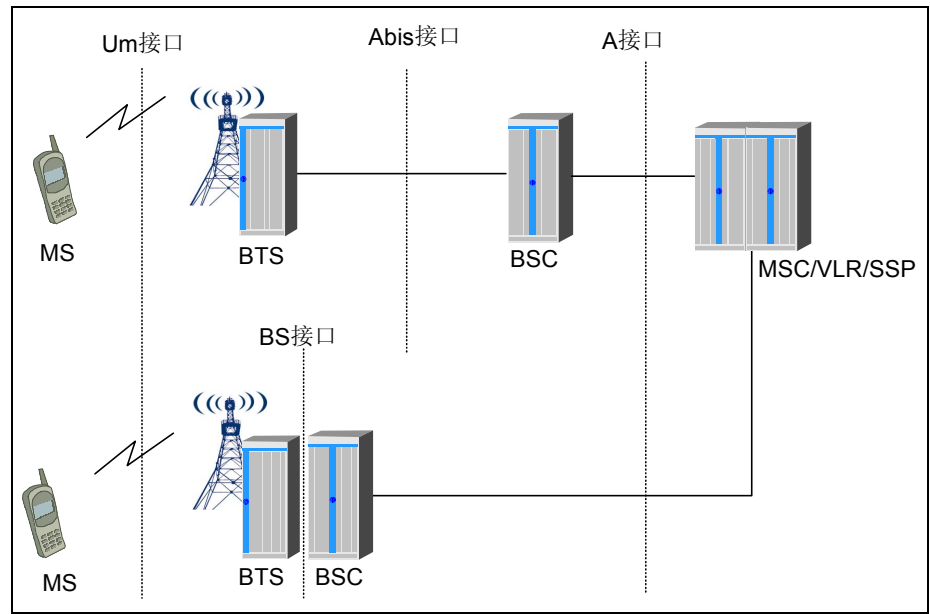 Um接口
Abis接口
A接口
MS
BTS
BSC
MSC/VLR/SSP
BS接口
MS
BTS
BSC